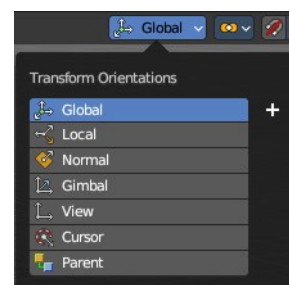 Global
Transform Orientations
Global
Local
Normal
Gimbal
View
Cursor
Parent